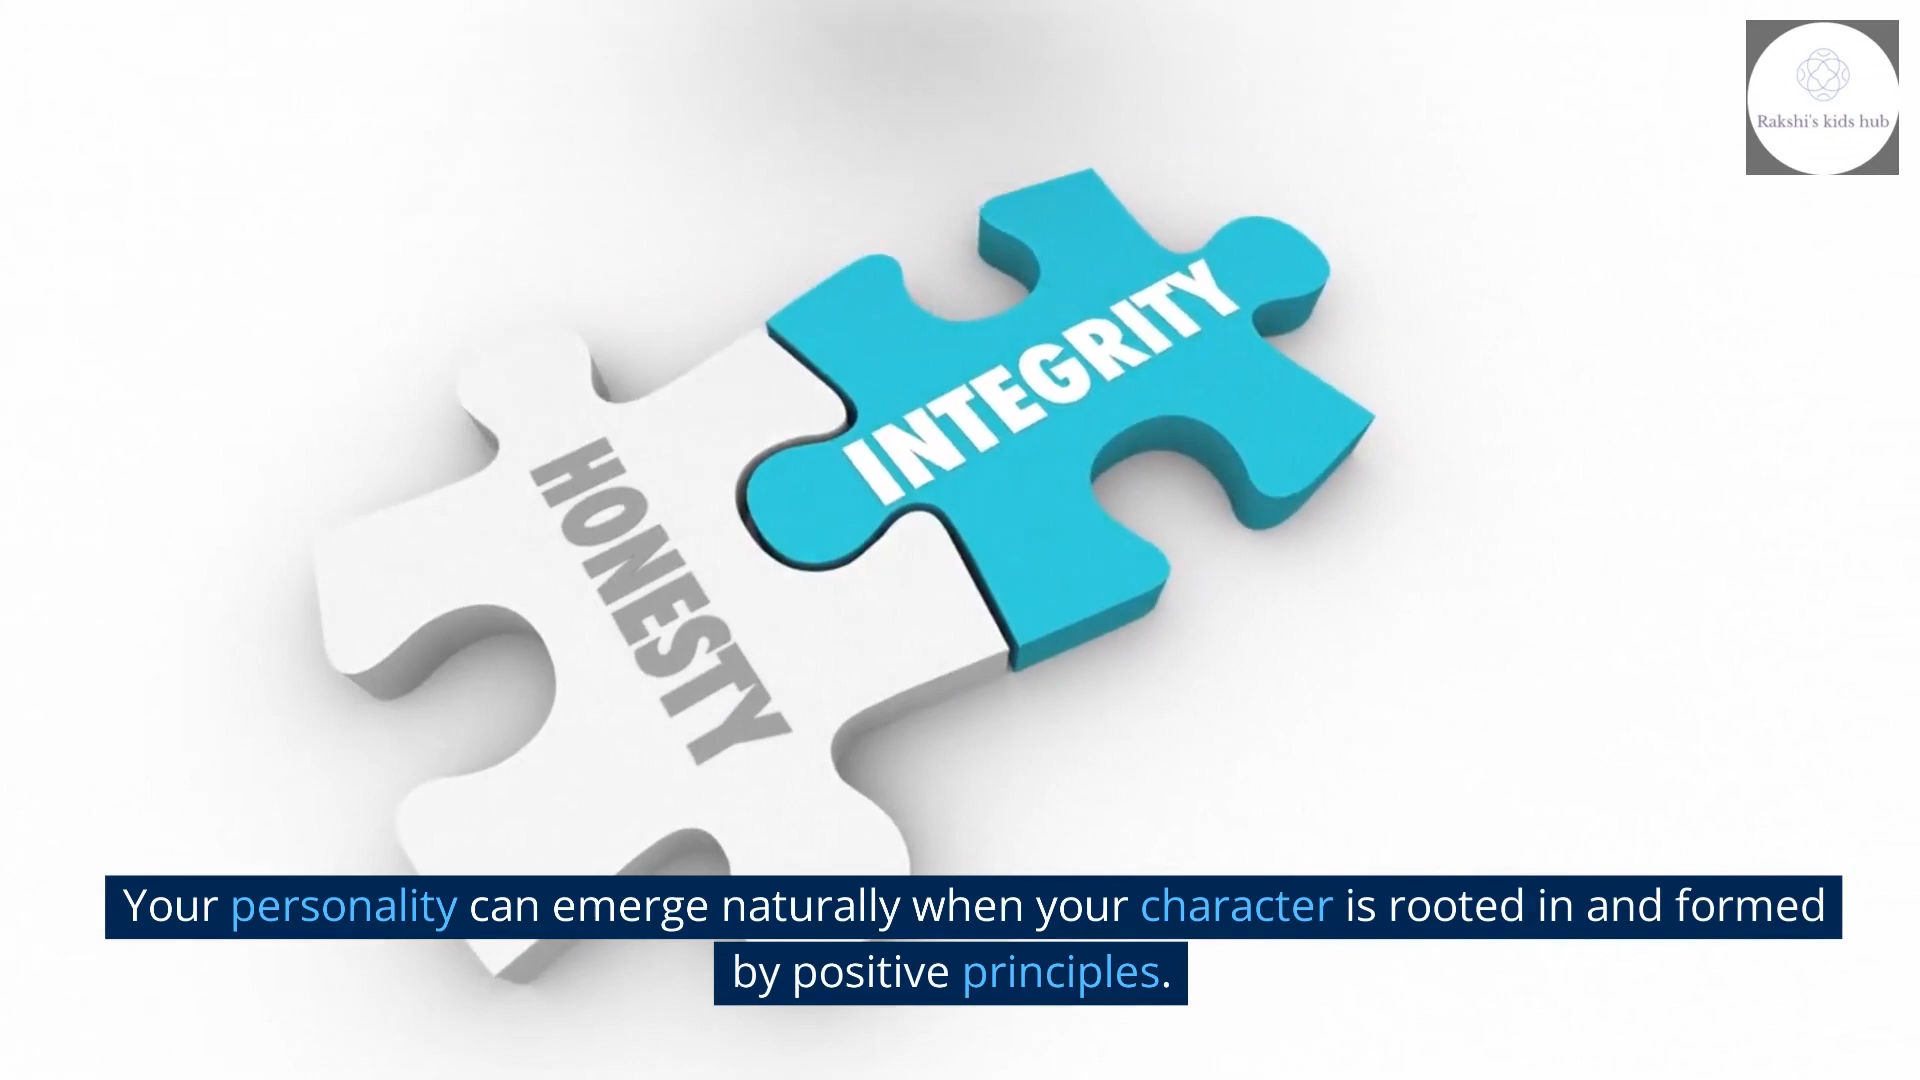 Rakshi's kids hub
INTEGRITY
HONESTY
Your personality can emerge naturally when your character is rooted in and formed
by positive principles.